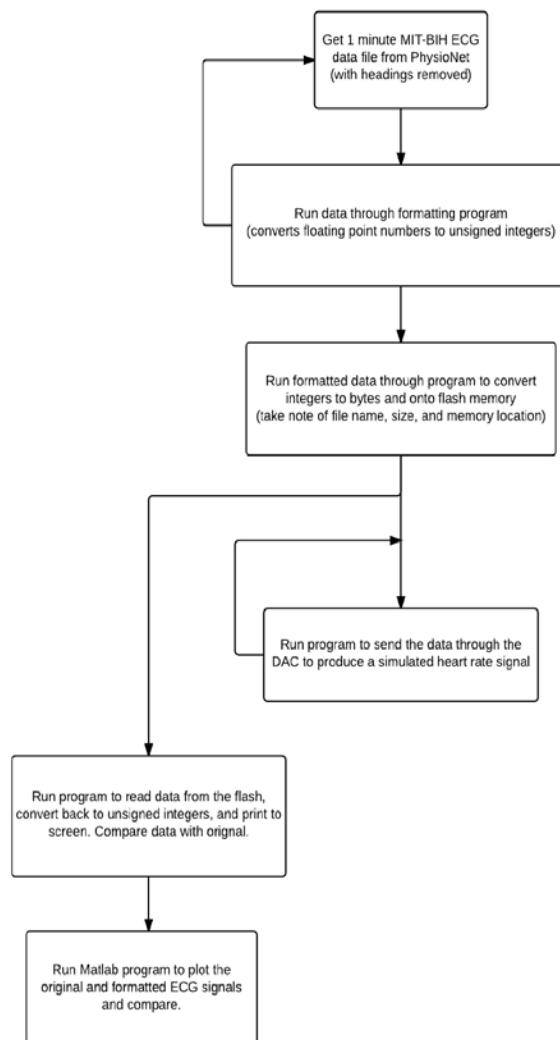 Get 1 minute MIT-BIH ECG
data file from PhysioNet
(with headings removed)
Run data through formatting program
(converts floating point numbers to unsigned integers)
Run formatted data through program to convert
integers to bytes and onto flash memory
(take note of file name, size, and memory location)
Run program to send the data through the
DAC to produce a simulated heart rate signal
Run program to read data from the flash,
convert back to unsigned integers, and print to
screen. Compare data with orignal.
Run Matlab program to plot the
original and formatted ECG signals
and compare.